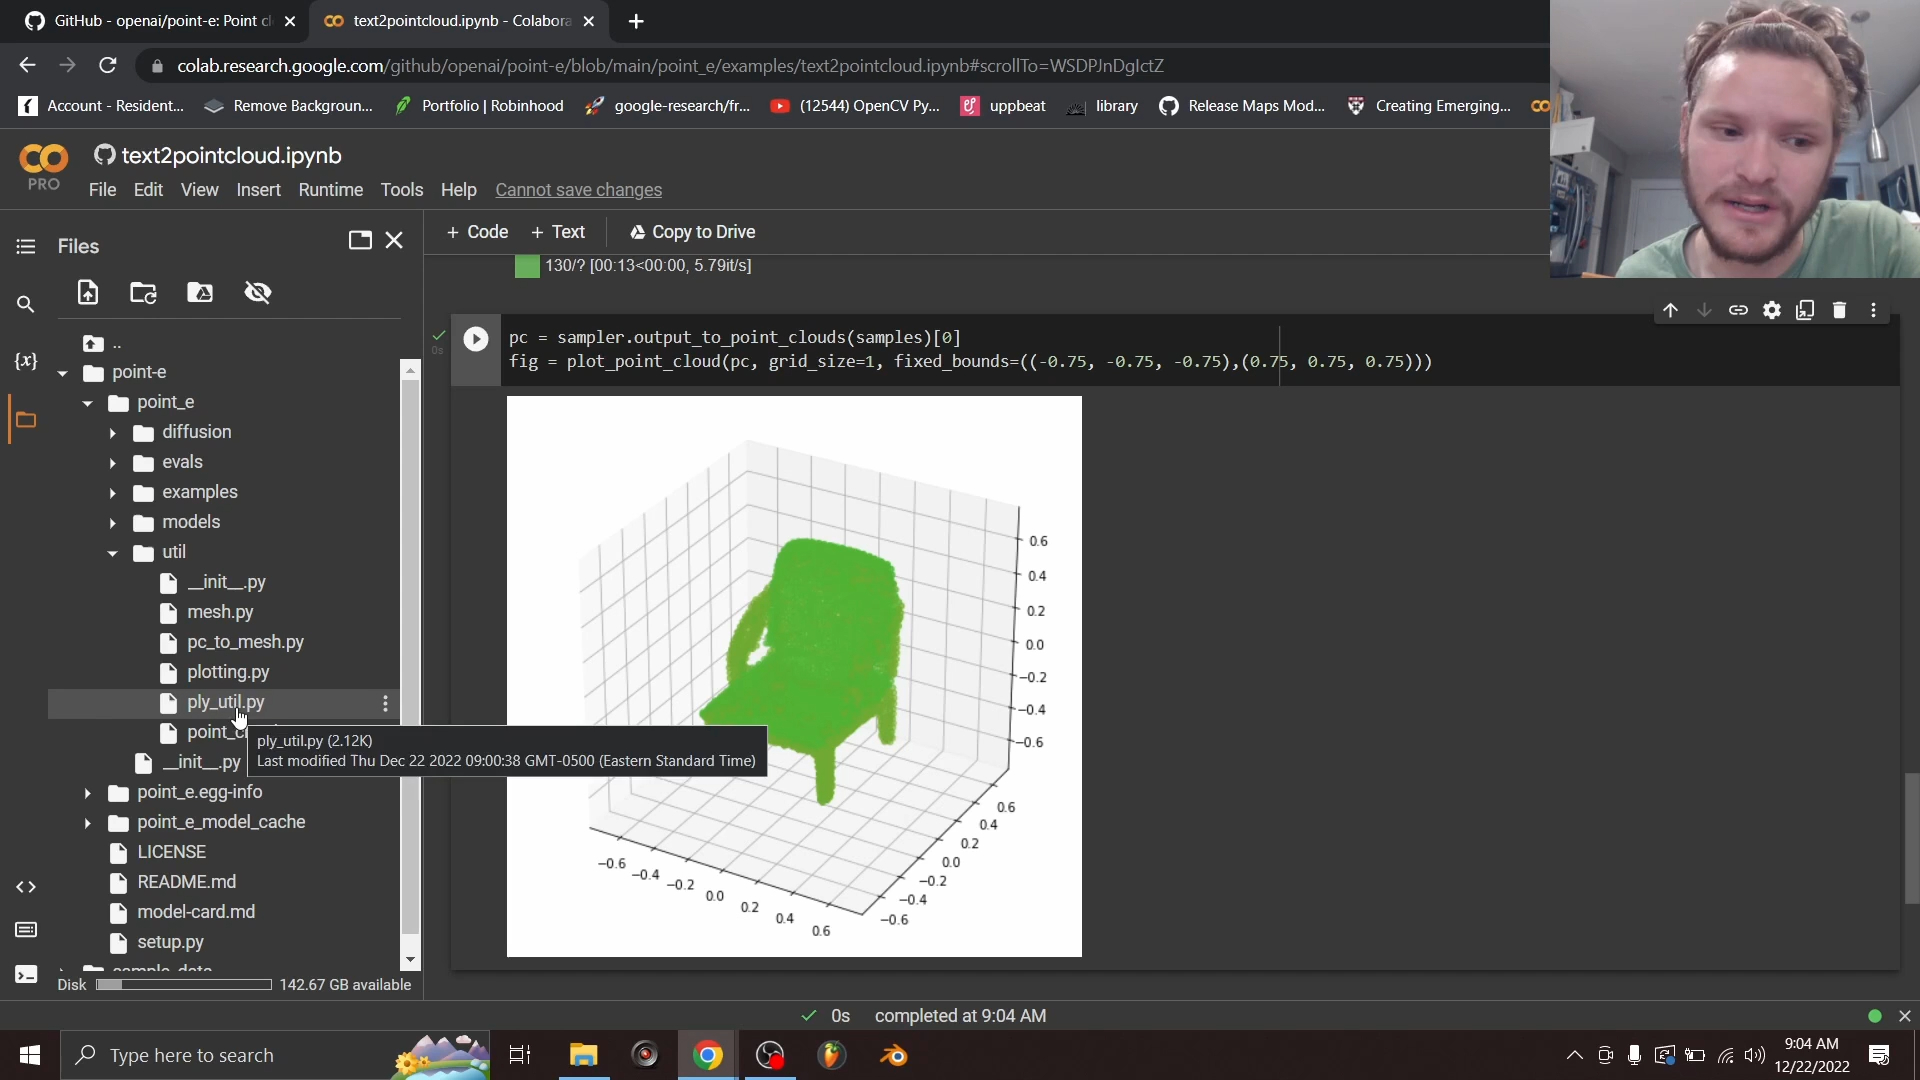 GitHub - openai/point-e: Point cl
text2pointcloud.ipynb - Colabora
colab.research.google.com/github/openai/point-e/blob/main/point_e/examples/text2pointcloud.ipynb#scrollTo=WSDPJnDglctZ
Account - Resident... Remove Backgroun... Portfolio | Robinhood google-research/fr... (12544) OpenCV Py... uppbeat library Release Maps Mod... Creating Emerging...
text2pointcloud.ipynb
PRO
File Edit View Insert Runtime Tools Help Cannot save changes
Files
+ Code + Text Copy to Drive
130/? [00:13<00:00, 5.79it/s]
{x}
..
point-e
point_e
diffusion
evals
examples
models
util
__init__.py
mesh.py
pc_to_mesh.py
plotting.py
ply_util.py
__init__.py
point_e.egg-info
point_e_model_cache
LICENSE
README.md
model-card.md
setup.py
Disk 142.67 GB available
ply_util.py (2.12K)
Last modified Thu Dec 22 2022 09:00:38 GMT-0500 (Eastern Standard Time)
0s
pc = sampler.output_to_point_clouds(samples)[0]
fig = plot_point_cloud(pc, grid_size=1, fixed_bounds=((-0.75, -0.75, -0.75),(0.75, 0.75, 0.75)))
0.6
0.4
0.2
0.0
−0.2
−0.4
−0.6
0.6
0.4
0.2
0.0
−0.2
−0.4
−0.6
−0.6
−0.4
−0.2
0.0
0.2
0.4
0.6
0s completed at 9:04 AM
Type here to search
9:04 AM
12/22/2022